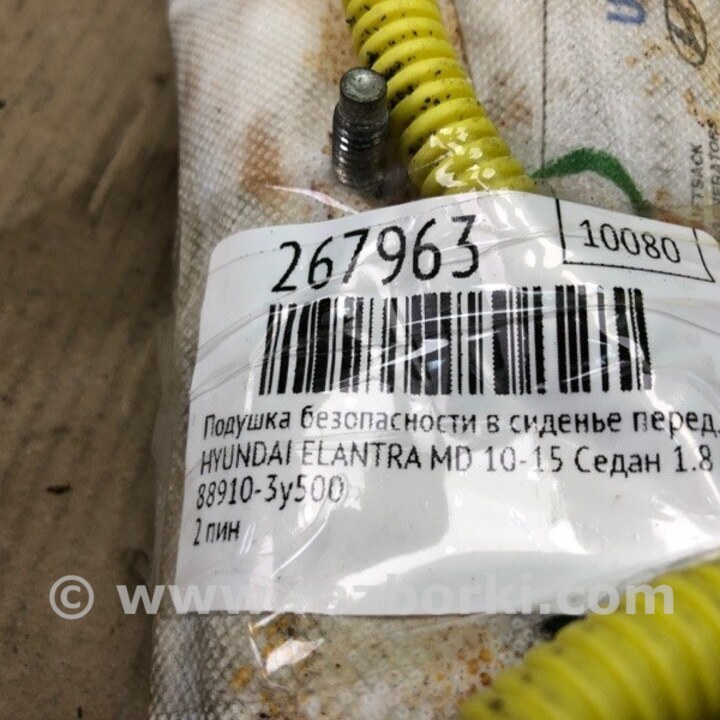 267963
10080
Подушка безопасности в сиденье перед.
HYUNDAI ELANTRA MD 10-15 Седан 1.8
88910-3y500
2 пин